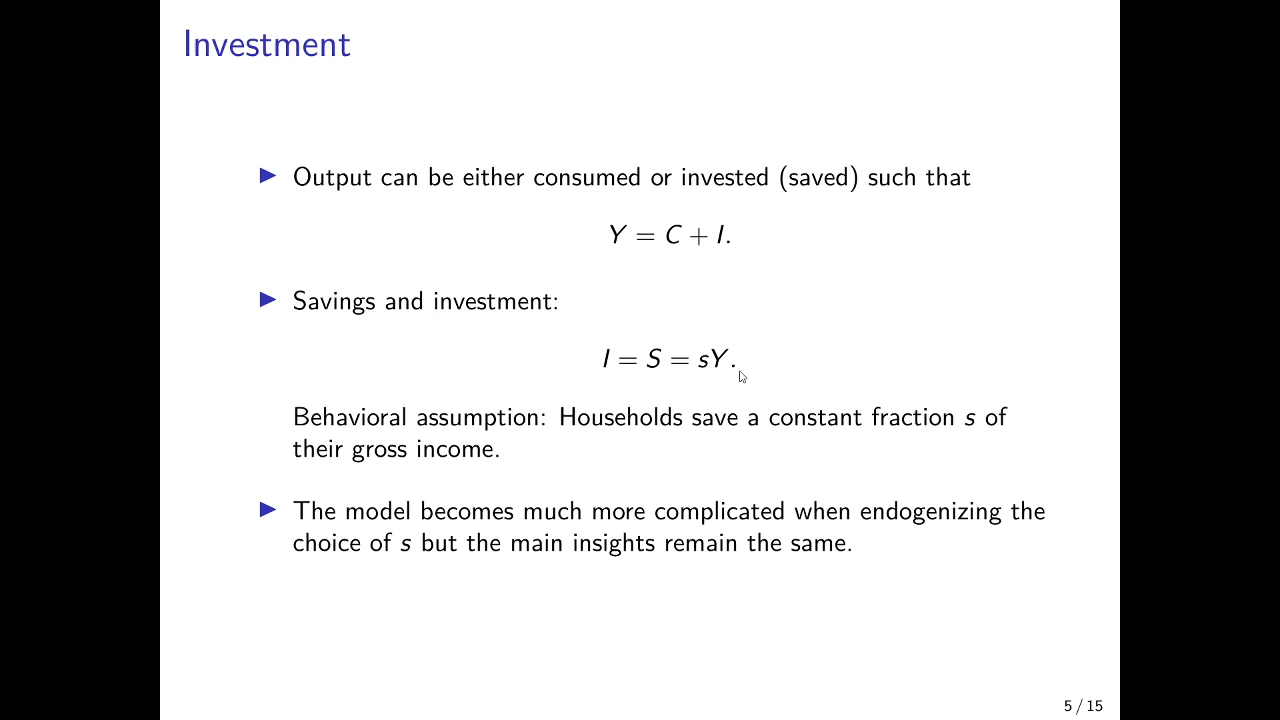 Investment
▶ Output can be either consumed or invested (saved) such that
Y = C + I.
▶ Savings and investment:
I = S = sY.
Behavioral assumption: Households save a constant fraction s of
their gross income.
▶ The model becomes much more complicated when endogenizing the
choice of s but the main insights remain the same.
5 / 15